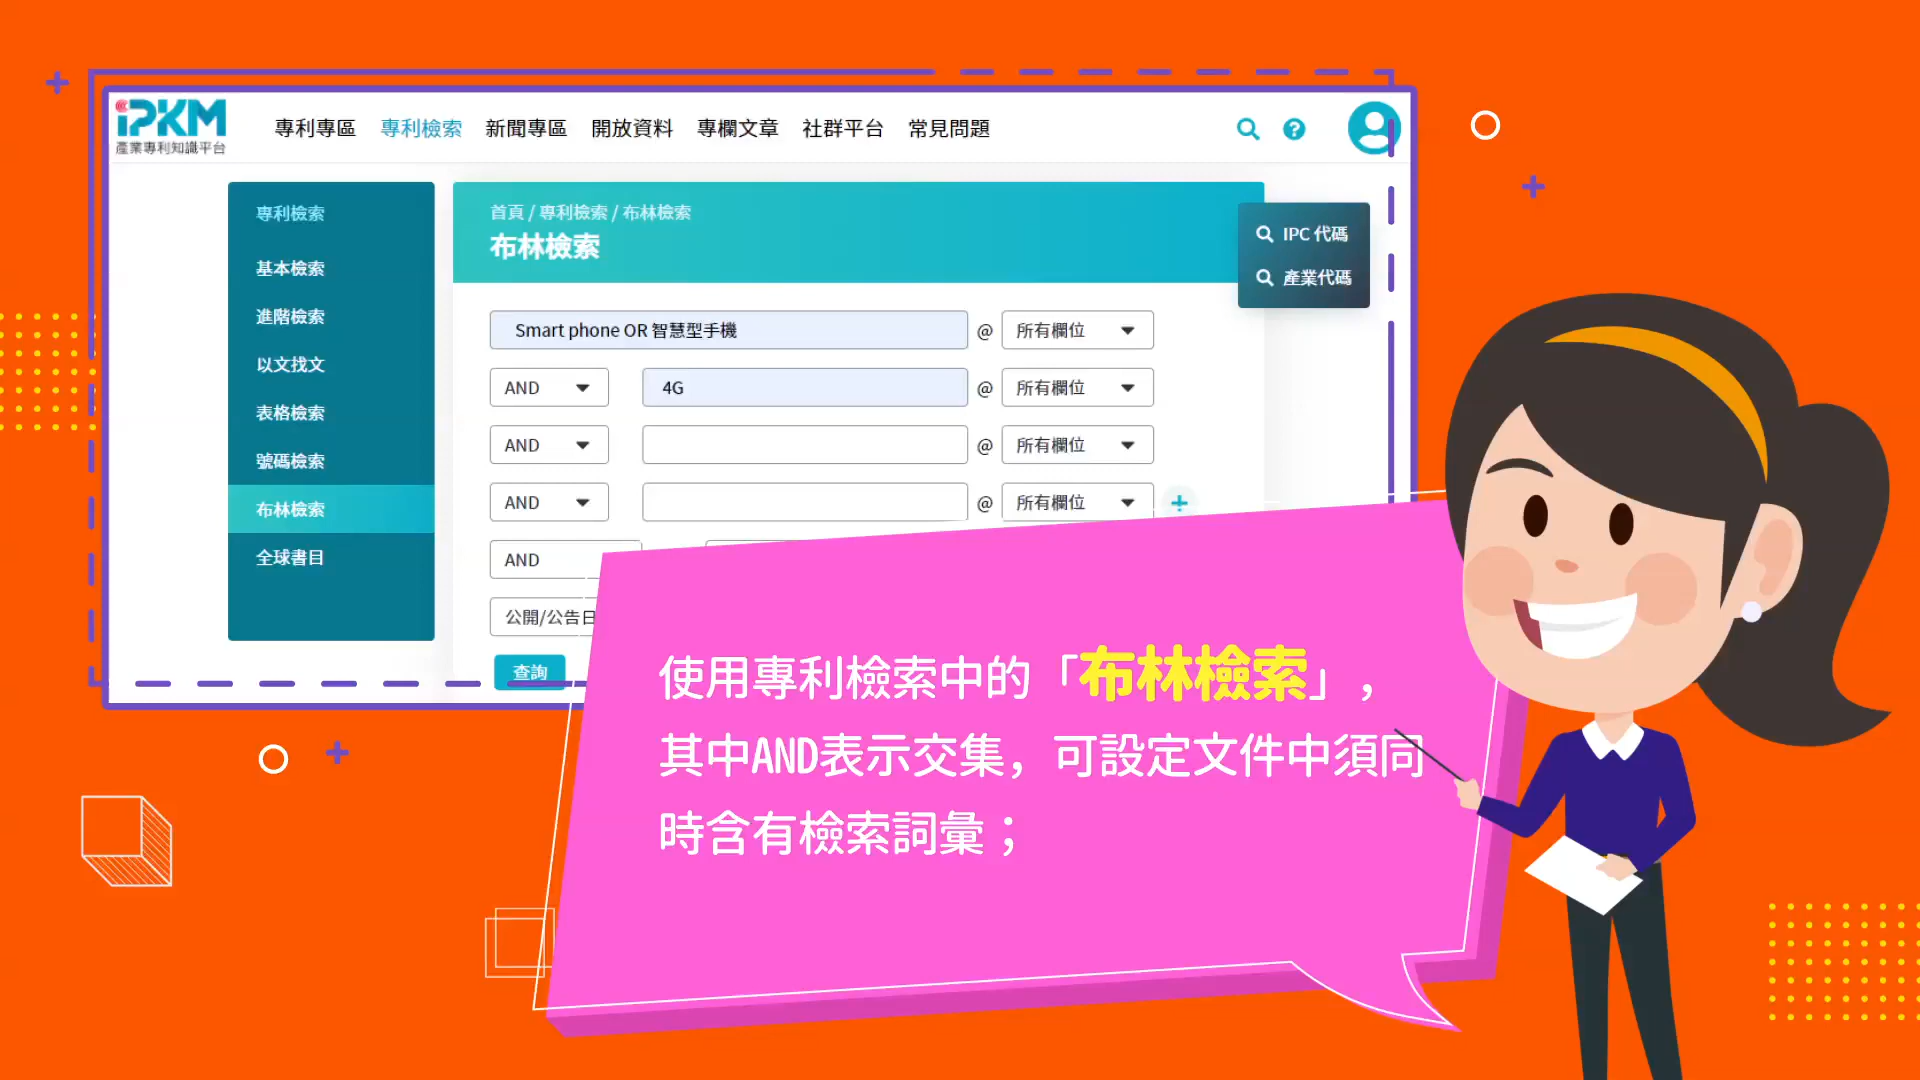 iPKM
產業專利知識平台
專利專區 專利檢索 新聞專區 開放資料 專欄文章 社群平台 常見問題
專利檢索
基本檢索
進階檢索
以文找文
表格檢索
號碼檢索
布林檢索
全球書目
首頁 / 專利檢索 / 布林檢索
布林檢索
IPC 代碼
產業代碼
Smart phone OR 智慧型手機 @ 所有欄位
AND 4G @ 所有欄位
AND @ 所有欄位
AND @ 所有欄位
AND
公開/公告日
查詢
使用專利檢索中的「布林檢索」，
其中AND表示交集，可設定文件中須同
時含有檢索詞彙；